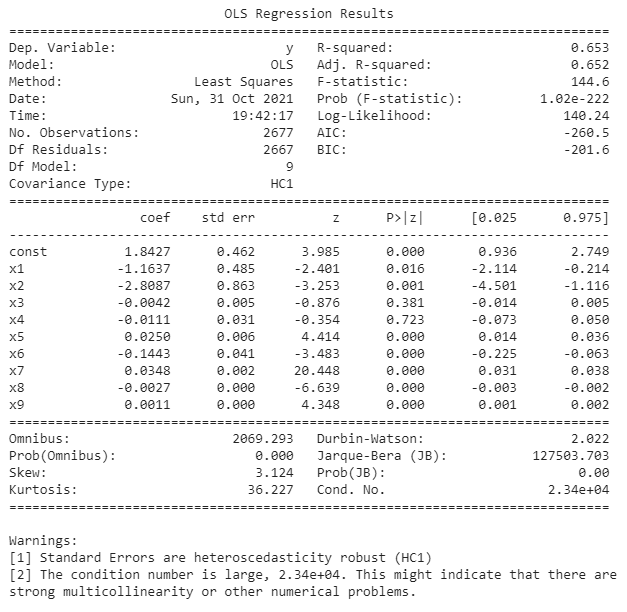 OLS Regression Results
==============================================================================
Dep. Variable: y R-squared: 0.653
Model: OLS Adj. R-squared: 0.652
Method: Least Squares F-statistic: 144.6
Date: Sun, 31 Oct 2021 Prob (F-statistic): 1.02e-222
Time: 19:42:17 Log-Likelihood: 140.24
No. Observations: 2677 AIC: -260.5
Df Residuals: 2667 BIC: -201.6
Df Model: 9
Covariance Type: HC1
==============================================================================
coef std err z P>|z| [0.025 0.975]
------------------------------------------------------------------------------
const 1.8427 0.462 3.985 0.000 0.936 2.749
x1 -1.1637 0.485 -2.401 0.016 -2.114 -0.214
x2 -2.8087 0.863 -3.253 0.001 -4.501 -1.116
x3 -0.0042 0.005 -0.876 0.381 -0.014 0.005
x4 -0.0111 0.031 -0.354 0.723 -0.073 0.050
x5 0.0250 0.006 4.414 0.000 0.014 0.036
x6 -0.1443 0.041 -3.483 0.000 -0.225 -0.063
x7 0.0348 0.002 20.448 0.000 0.031 0.038
x8 -0.0027 0.000 -6.639 0.000 -0.003 -0.002
x9 0.0011 0.000 4.348 0.000 0.001 0.002
==============================================================================
Omnibus: 2069.293 Durbin-Watson: 2.022
Prob(Omnibus): 0.000 Jarque-Bera (JB): 127503.703
Skew: 3.124 Prob(JB): 0.00
Kurtosis: 36.227 Cond. No. 2.34e+04
==============================================================================
Warnings:
[1] Standard Errors are heteroscedasticity robust (HC1)
[2] The condition number is large, 2.34e+04. This might indicate that there are
strong multicollinearity or other numerical problems.